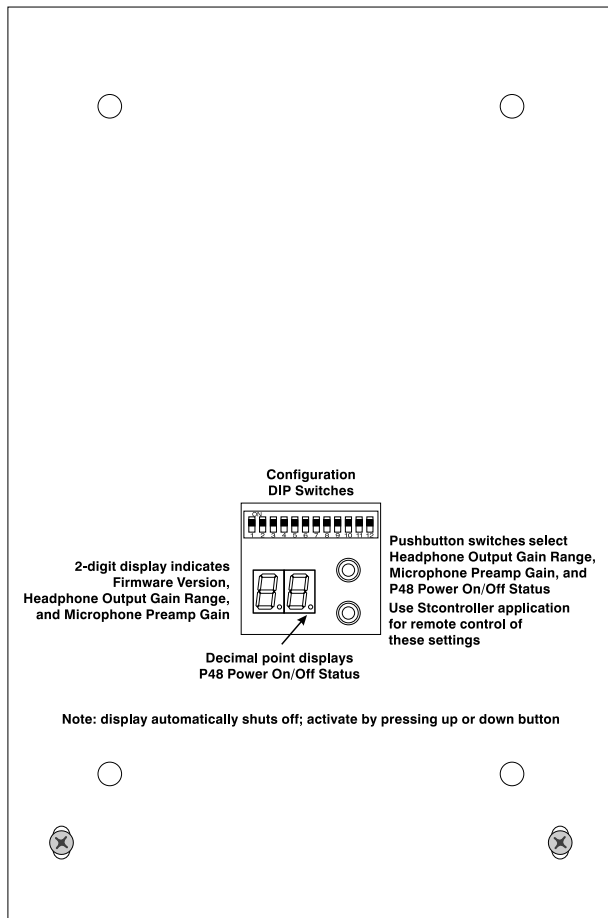 Configuration
DIP Switches
ON
1 2 3 4 5 6 7 8 9 10 11 12
2-digit display indicates
Firmware Version,
Headphone Output Gain Range,
and Microphone Preamp Gain
8.8.
Pushbutton switches select
Headphone Output Gain Range,
Microphone Preamp Gain, and
P48 Power On/Off Status
Use Stcontroller application
for remote control of
these settings
Decimal point displays
P48 Power On/Off Status
Note: display automatically shuts off; activate by pressing up or down button